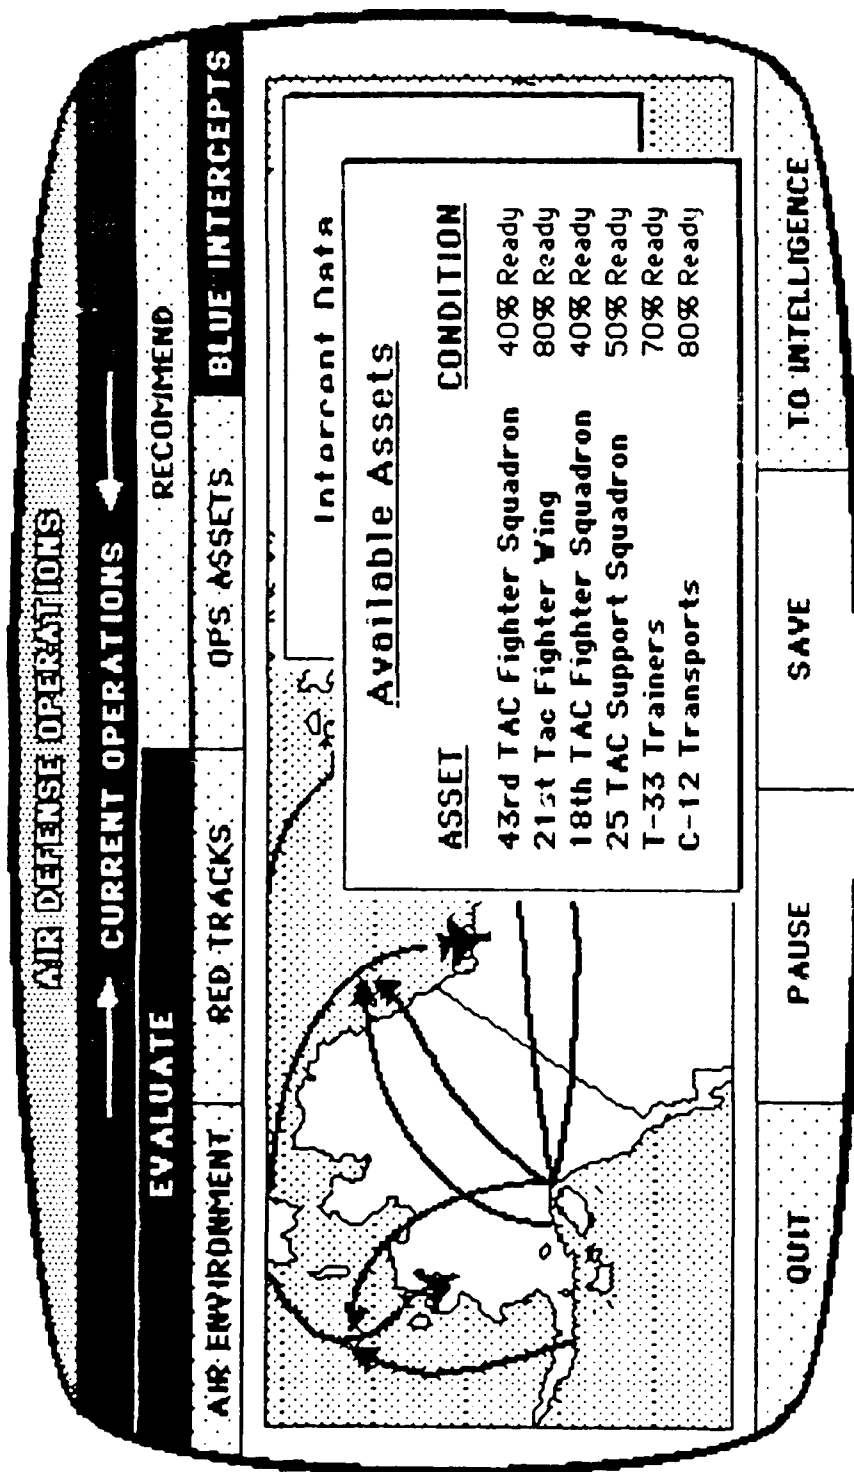 AIR DEFENSE OPERATIONS
CURRENT OPERATIONS
EVALUATE RECOMMEND
AIR ENVIRONMENT RED TRACKS OPS ASSETS BLUE INTERCEPTS
Data
Available Assets
ASSET CONDITION
43rd TAC Fighter Squadron 40% Ready
21st Tac Fighter Wing 80% Ready
18th TAC Fighter Squadron 40% Ready
25 TAC Support Squadron 50% Ready
T-33 Trainers 70% Ready
C-12 Transports 80% Ready
QUIT PAUSE SAVE TO INTELLIGENCE